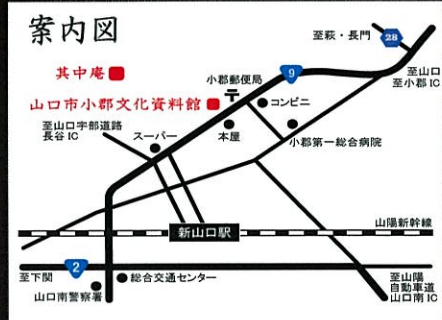 案内図
至萩・長門
28
其中庵
小郡郵便局
9
至山口
至小郡IC
山口市小郡文化資料館
コンビニ
至山口宇部道路
長谷IC
スーパー
本屋
小郡第一総合病院
山陽新幹線
新山口駅
2
至下関
総合交通センター
至山陽
自動車道
山口南IC
山口南警察署